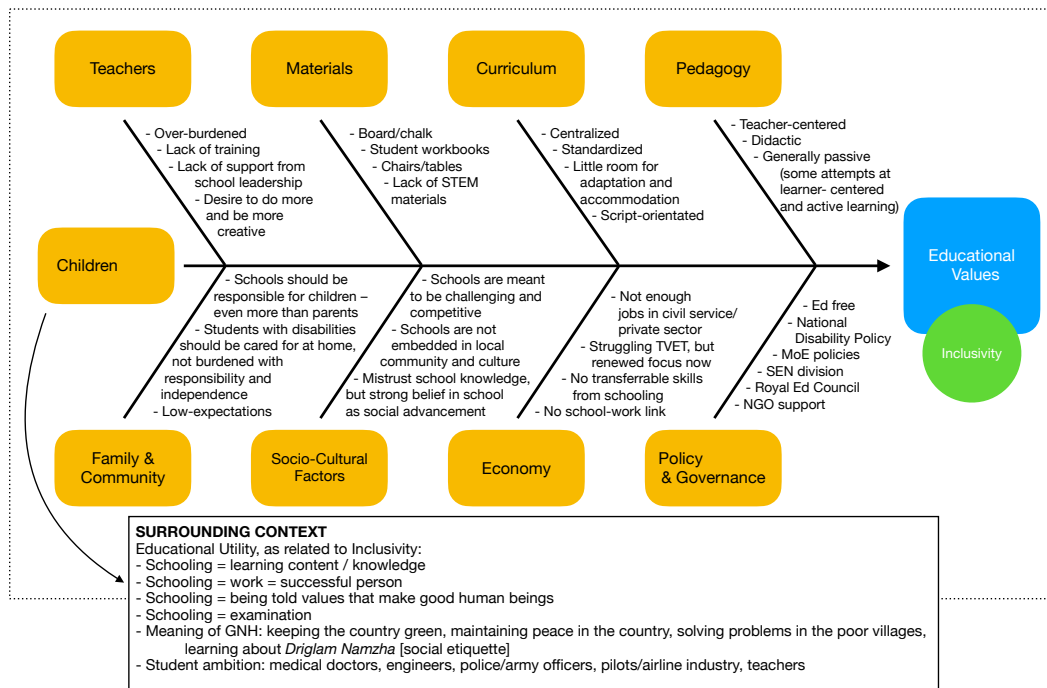 Teachers
Materials
Curriculum
Pedagogy
- Over-burdened
- Lack of training
- Lack of support from
school leadership
- Desire to do more
and be more
creative
- Board/chalk
- Student workbooks
- Chairs/tables
- Lack of STEM
materials
- Centralized
- Standardized
- Little room for
adaptation and
accommodation
- Script-orientated
- Teacher-centered
- Didactic
- Generally passive
(some attempts at
learner- centered
and active learning)
Children
Educational
Values
Inclusivity
- Schools should be
responsible for children –
even more than parents
- Students with disabilities
should be cared for at home,
not burdened with
responsibility and
independence
- Low-expectations
- Schools are meant
to be challenging and
competitive
- Schools are not
embedded in local
community and culture
- Mistrust school knowledge,
but strong belief in school
as social advancement
- Not enough
jobs in civil service/
private sector
- Struggling TVET, but
renewed focus now
- No transferrable skills
from schooling
- No school-work link
- Ed free
- National
Disability Policy
- MoE policies
- SEN division
- Royal Ed Council
- NGO support
Family &
Community
Socio-Cultural
Factors
Economy
Policy
& Governance
SURROUNDING CONTEXT
Educational Utility, as related to Inclusivity:
- Schooling = learning content / knowledge
- Schooling = work = successful person
- Schooling = being told values that make good human beings
- Schooling = examination
- Meaning of GNH: keeping the country green, maintaining peace in the country, solving problems in the poor villages,
learning about Driglam Namzha [social etiquette]
- Student ambition: medical doctors, engineers, police/army officers, pilots/airline industry, teachers